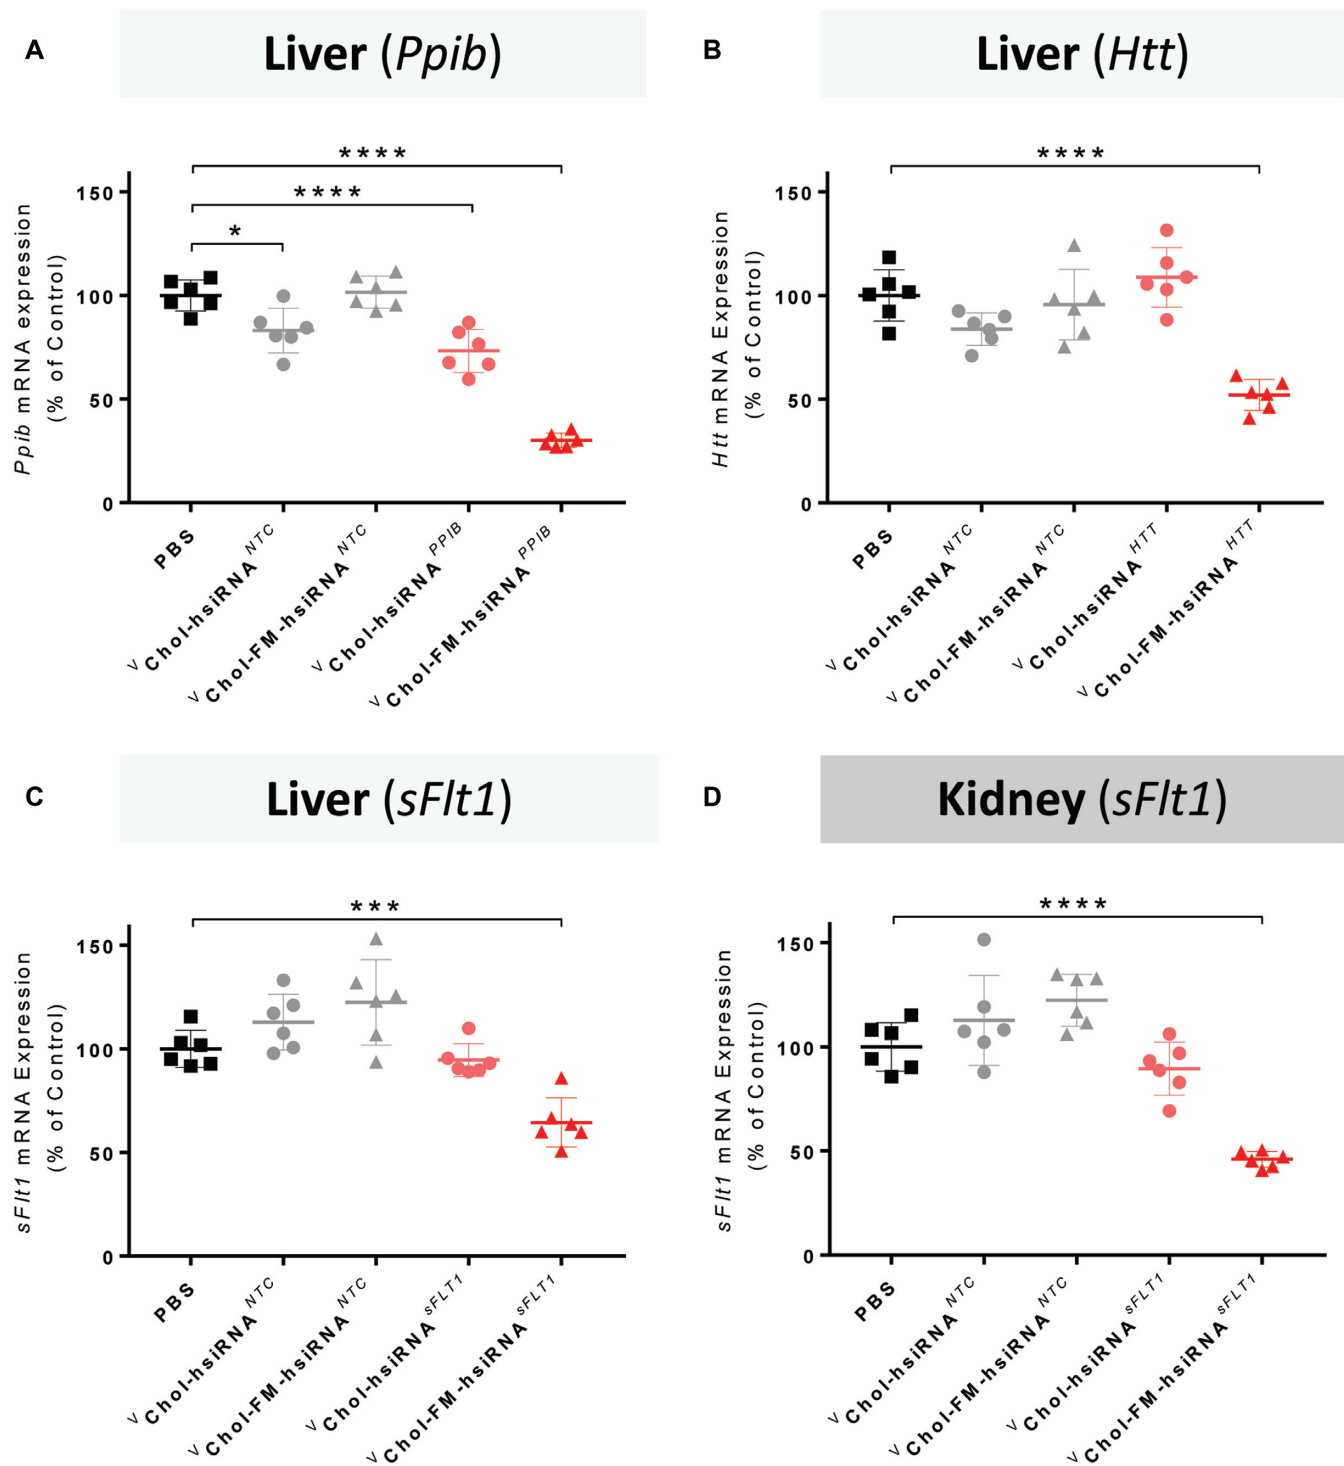 A
Liver (Ppib)
Ppib mRNA expression
(% of Control)
150
100
50
0
****
****
*
PBS
V Chol-hsiRNA NTC
V Chol-FM-hsiRNA NTC
V Chol-hsiRNA PPIB
V Chol-FM-hsiRNA PPIB
B
Liver (Htt)
Htt mRNA Expression
(% of Control)
150
100
50
0
****
PBS
V Chol-hsiRNA NTC
V Chol-FM-hsiRNA NTC
V Chol-hsiRNA HTT
V Chol-FM-hsiRNA HTT
C
Liver (sFlt1)
sFlt1 mRNA Expression
(% of Control)
150
100
50
0
***
PBS
V Chol-hsiRNA NTC
V Chol-FM-hsiRNA NTC
V Chol-hsiRNA sFLT1
V Chol-FM-hsiRNA sFLT1
D
Kidney (sFlt1)
sFlt1 mRNA Expression
(% of Control)
150
100
50
0
****
PBS
V Chol-hsiRNA NTC
V Chol-FM-hsiRNA NTC
V Chol-hsiRNA sFLT1
V Chol-FM-hsiRNA sFLT1